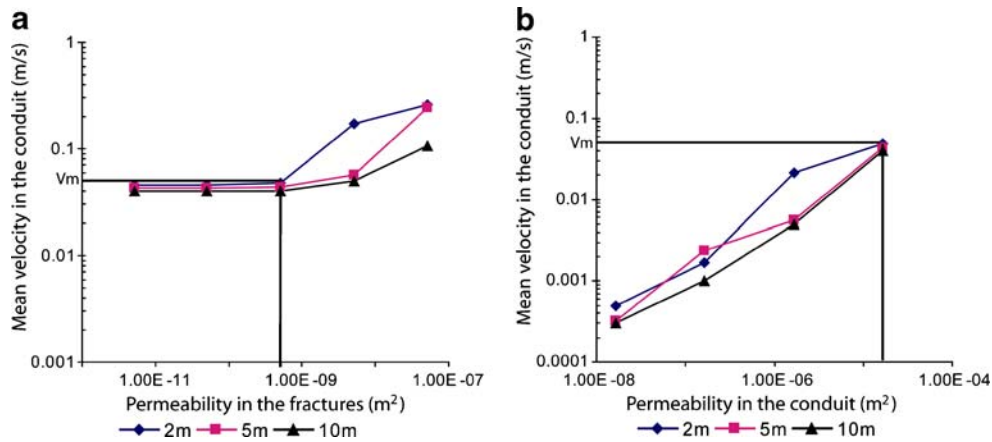 a
Mean velocity in the conduit (m/s)
1
0.1
Vm
0.01
0.001
1.00E-11 1.00E-09 1.00E-07
Permeability in the fractures (m²)
2m 5m 10m
b
Mean velocity in the conduit (m/s)
1
0.1
Vm
0.01
0.001
0.0001
1.00E-08 1.00E-06 1.00E-04
Permeability in the conduit (m²)
2m 5m 10m